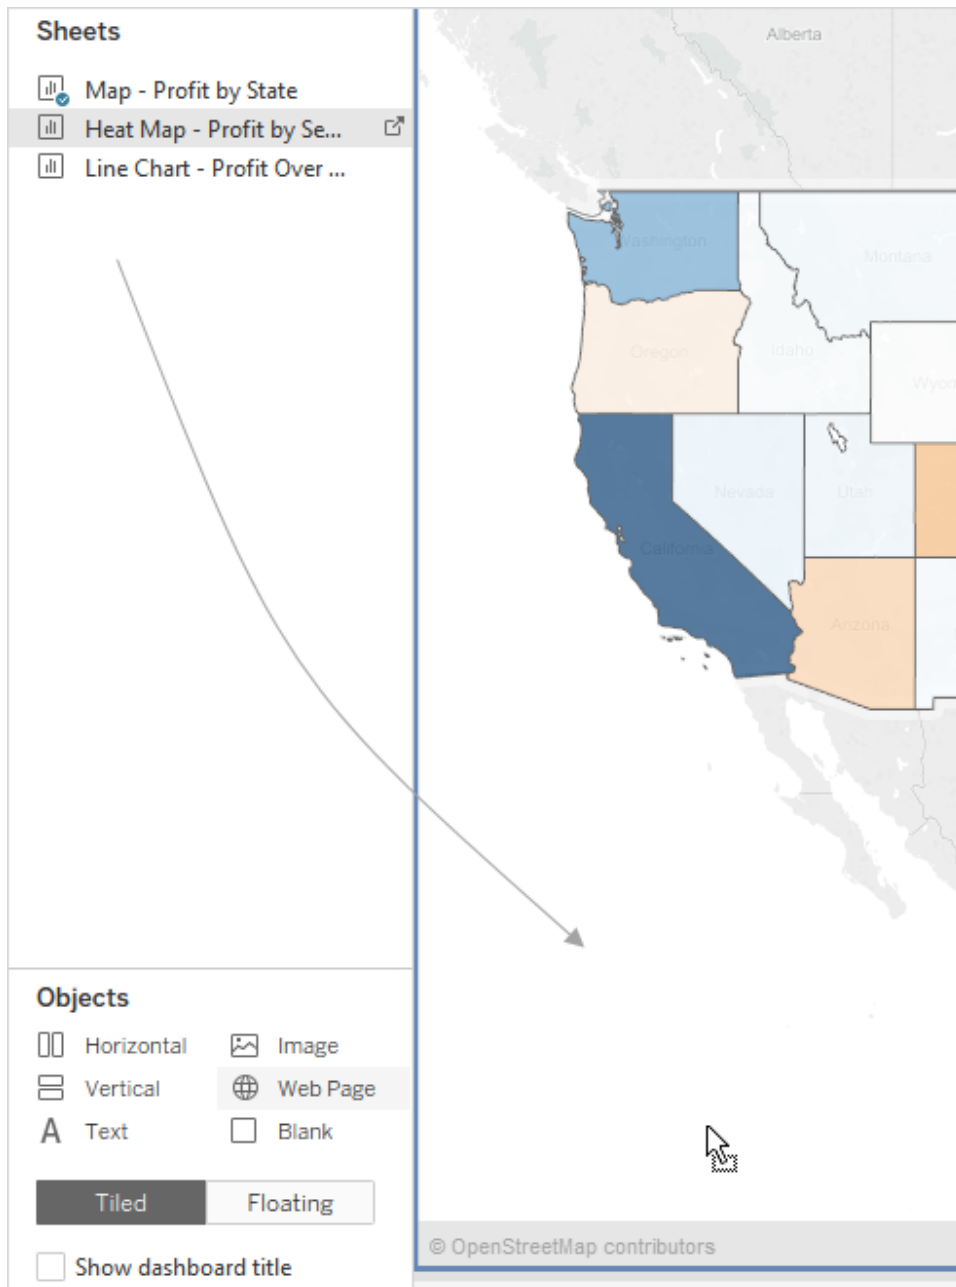 Sheets
Map - Profit by State
Heat Map - Profit by Se...
Line Chart - Profit Over ...
Objects
Horizontal
Image
Vertical
Web Page
A Text
Blank
Tiled
Floating
Show dashboard title
Alberta
Washington
Montana
Oregon
Idaho
Wyom
Nevada
Utah
California
Arizona
© OpenStreetMap contributors